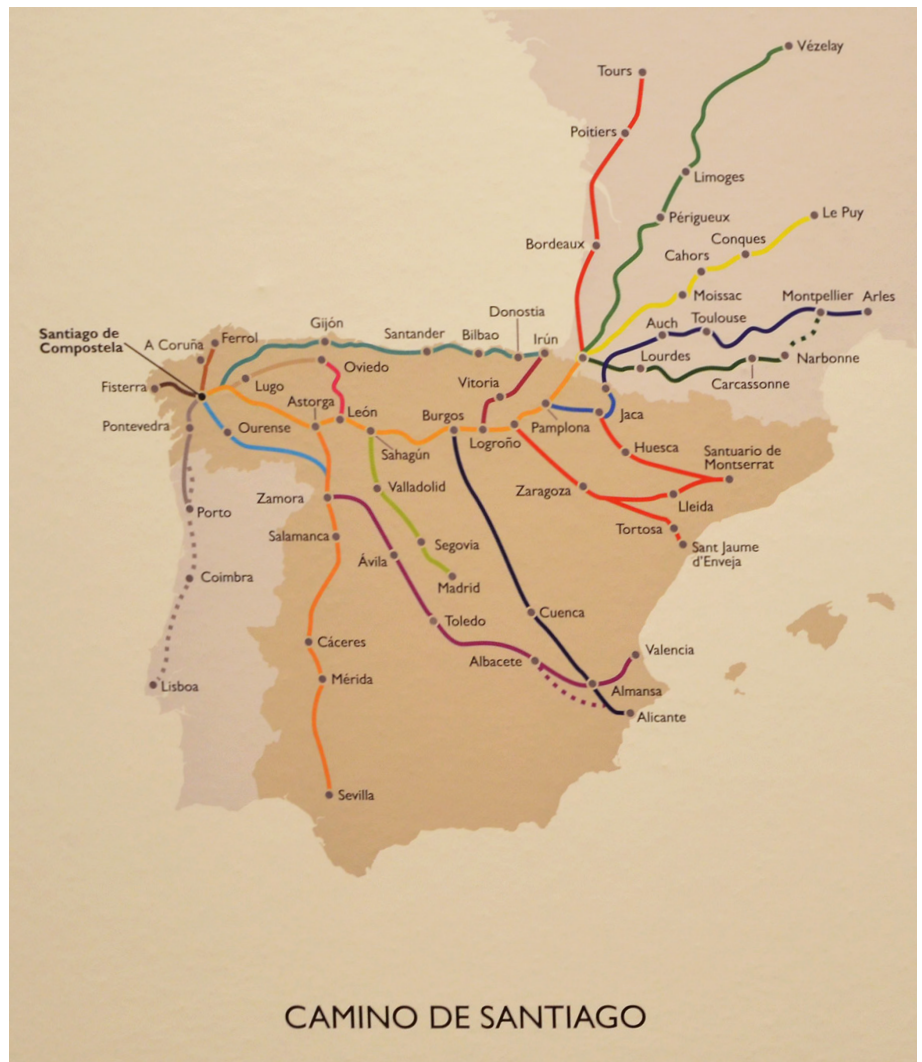 Vézelay
Tours
Poitiers
Limoges
Périgueux
Le Puy
Bordeaux
Conques
Cahors
Moissac
Montpellier
Arles
Donostia
Auch
Toulouse
Gijón
Santander
Bilbao
Irún
Santiago de
Compostela
A Coruña
Ferrol
Lourdes
Narbonne
Oviedo
Carcassonne
Fisterra
Lugo
Vitoria
Astorga
León
Burgos
Jaca
Pontevedra
Ourense
Logroño
Pamplona
Sahagún
Huesca
Santuario de
Montserrat
Valladolid
Zaragoza
Zamora
Lleida
Porto
Tortosa
Salamanca
Segovia
Sant Jaume
d'Enveja
Ávila
Coimbra
Madrid
Cuenca
Toledo
Cáceres
Valencia
Albacete
Mérida
Lisboa
Almansa
Alicante
Sevilla
CAMINO DE SANTIAGO